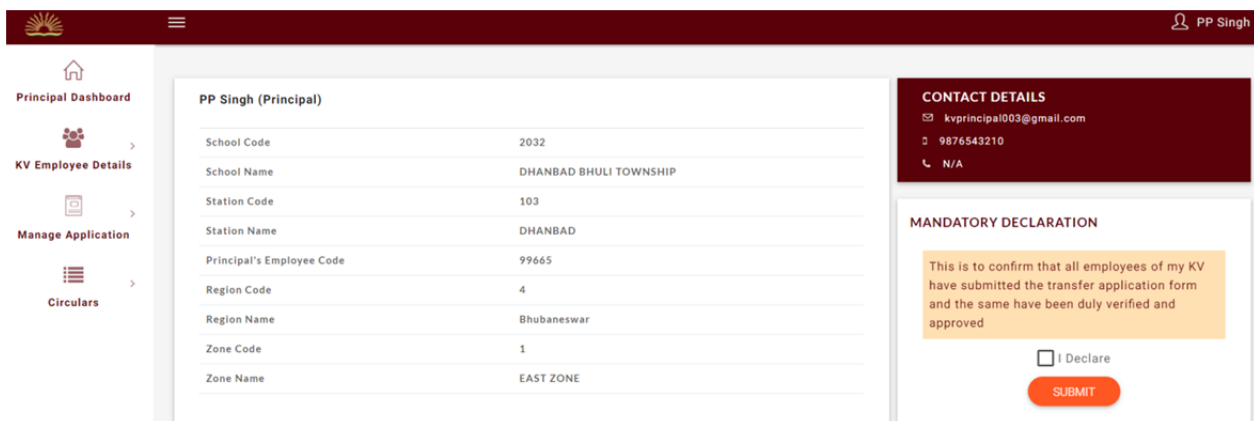 PP Singh
Principal Dashboard
KV Employee Details
Manage Application
Circulars
PP Singh (Principal)
School Code 2032
School Name DHANBAD BHULI TOWNSHIP
Station Code 103
Station Name DHANBAD
Principal's Employee Code 99665
Region Code 4
Region Name Bhubaneswar
Zone Code 1
Zone Name EAST ZONE
CONTACT DETAILS
kvprincipal003@gmail.com
9876543210
N/A
MANDATORY DECLARATION
This is to confirm that all employees of my KV
have submitted the transfer application form
and the same have been duly verified and
approved
I Declare
SUBMIT